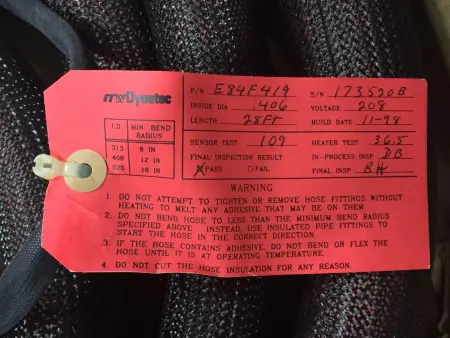 ITW Dynatec
P/N E84F419 S/N 173520B
INSIDE DIA .406 VOLTAGE 208
LENGTH 28Ft BUILD DATE 11-98
I.D. MIN BEND RADIUS
.313 8 IN
.406 12 IN
.625 16 IN
SENSOR TEST 109 HEATER TEST 36.5
FINAL INSPECTION RESULT IN-PROCESS INSP DB
X PASS □ FAIL FINAL INSP BH
WARNING
1. DO NOT ATTEMPT TO TIGHTEN OR REMOVE HOSE FITTINGS WITHOUT
HEATING TO MELT ANY ADHESIVE THAT MAY BE ON THEM
2. DO NOT BEND HOSE TO LESS THAN THE MINIMUM BEND RADIUS
SPECIFIED ABOVE. INSTEAD, USE INSULATED PIPE FITTINGS TO
START THE HOSE IN THE CORRECT DIRECTION.
3. IF THE HOSE CONTAINS ADHESIVE, DO NOT BEND OR FLEX THE
HOSE UNTIL IT IS AT OPERATING TEMPERATURE.
4. DO NOT CUT THE HOSE INSULATION FOR ANY REASON.